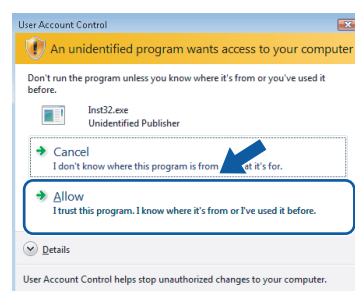 User Account Control
An unidentified program wants access to your computer
Don't run the program unless you know where it's from or you've used it
before.
Inst32.exe
Unidentified Publisher
Cancel
I don't know where this program is from at it's for.
Allow
I trust this program. I know where it's from or I've used it before.
Details
User Account Control helps stop unauthorized changes to your computer.